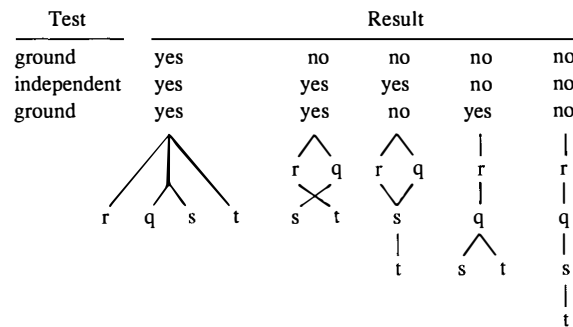 Test Result
ground yes no no no no
independent yes yes yes no no
ground yes yes no yes no
r q r q r r
r q s t s t s q q
t s t s
t